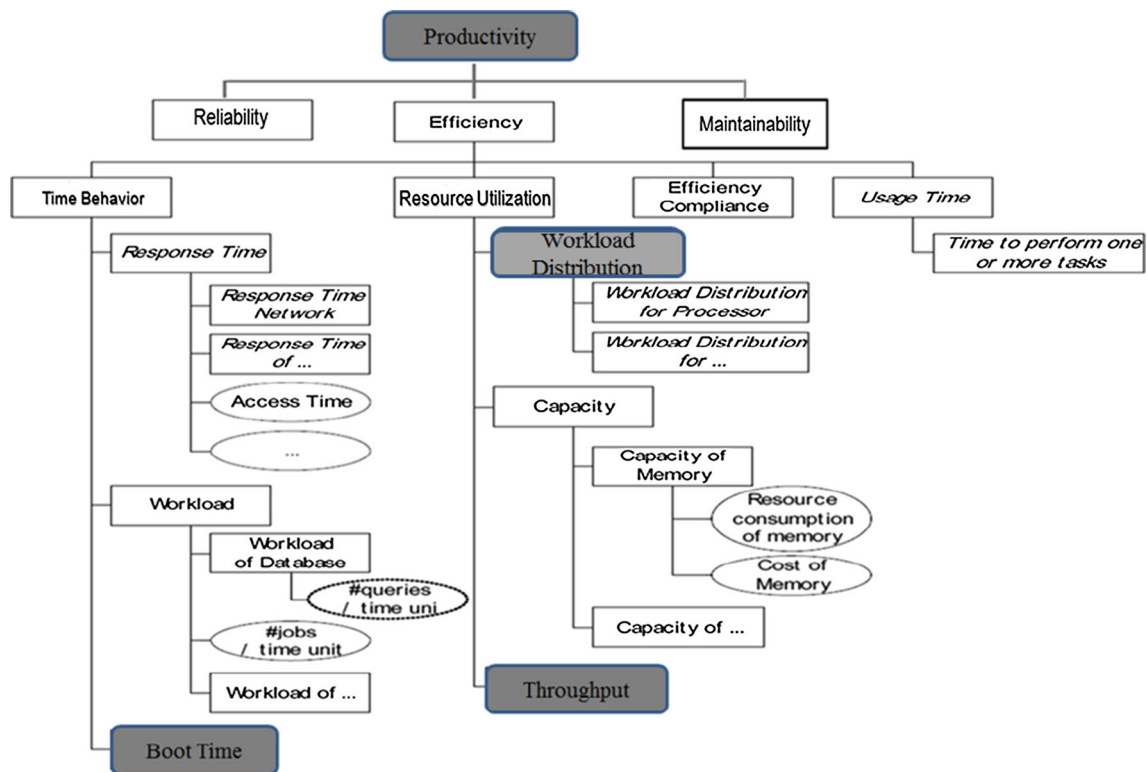 Productivity
Reliability
Efficiency
Maintainability
Time Behavior
Resource Utilization
Efficiency
Compliance
Usage Time
Response Time
Workload
Distribution
Time to perform one
or more tasks
Response Time
Network
Workload Distribution
for Processor
Response Time
of ...
Workload Distribution
for ...
Access Time
Capacity
...
Capacity of
Memory
Workload
Resource
consumption
of memory
Workload
of Database
Cost of
Memory
#queries
/ time uni
#jobs
/ time unit
Capacity of ...
Workload of ...
Throughput
Boot Time